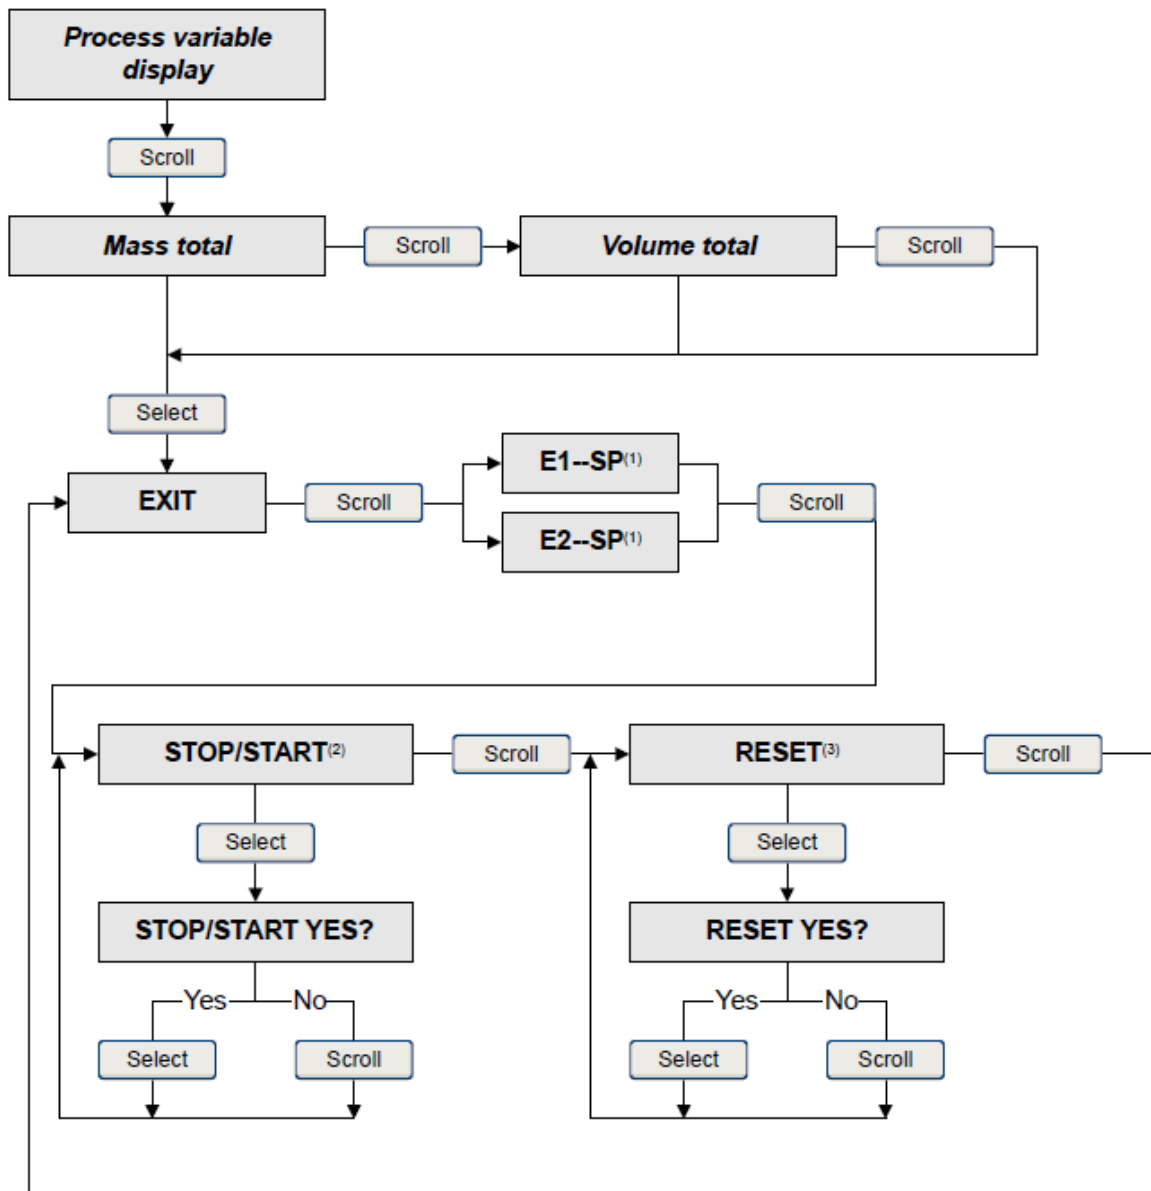 Process variable
display
Scroll
Mass total
Scroll
Volume total
Scroll
Select
EXIT
Scroll
E1--SP(1)
E2--SP(1)
Scroll
STOP/START(2)
Scroll
RESET(3)
Scroll
Select
Select
STOP/START YES?
RESET YES?
Yes
No
Yes
No
Select
Scroll
Select
Scroll